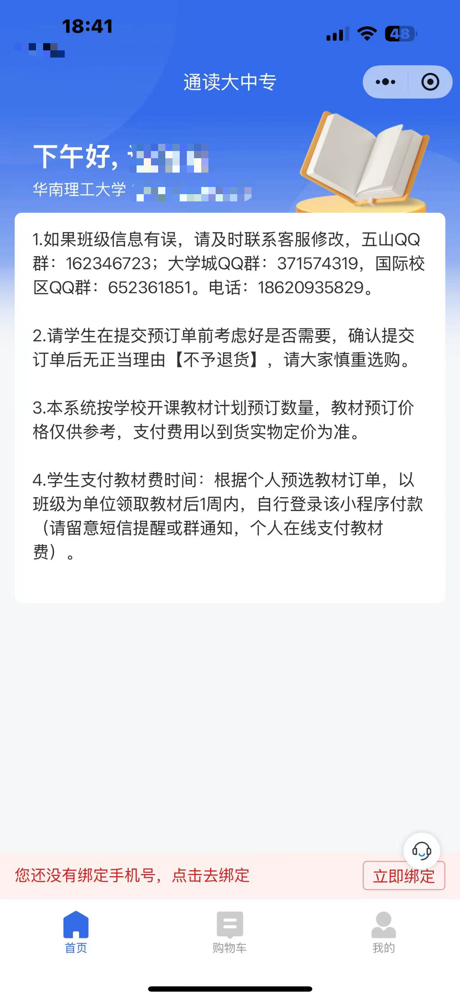 18:41
48
通读大中专
下午好,
华南理工大学
1.如果班级信息有误，请及时联系客服修改，五山QQ
群：162346723；大学城QQ群：371574319，国际校
区QQ群：652361851。电话：18620935829。
2.请学生在提交预订单前考虑好是否需要，确认提交
订单后无正当理由【不予退货】，请大家慎重选购。
3.本系统按学校开课教材计划预订数量，教材预订价
格仅供参考，支付费用以到货实物定价为准。
4.学生支付教材费时间：根据个人预选教材订单，以
班级为单位领取教材后1周内，自行登录该小程序付款
（请留意短信提醒或群通知，个人在线支付教材
费）。
您还没有绑定手机号，点击去绑定
立即绑定
首页
购物车
我的